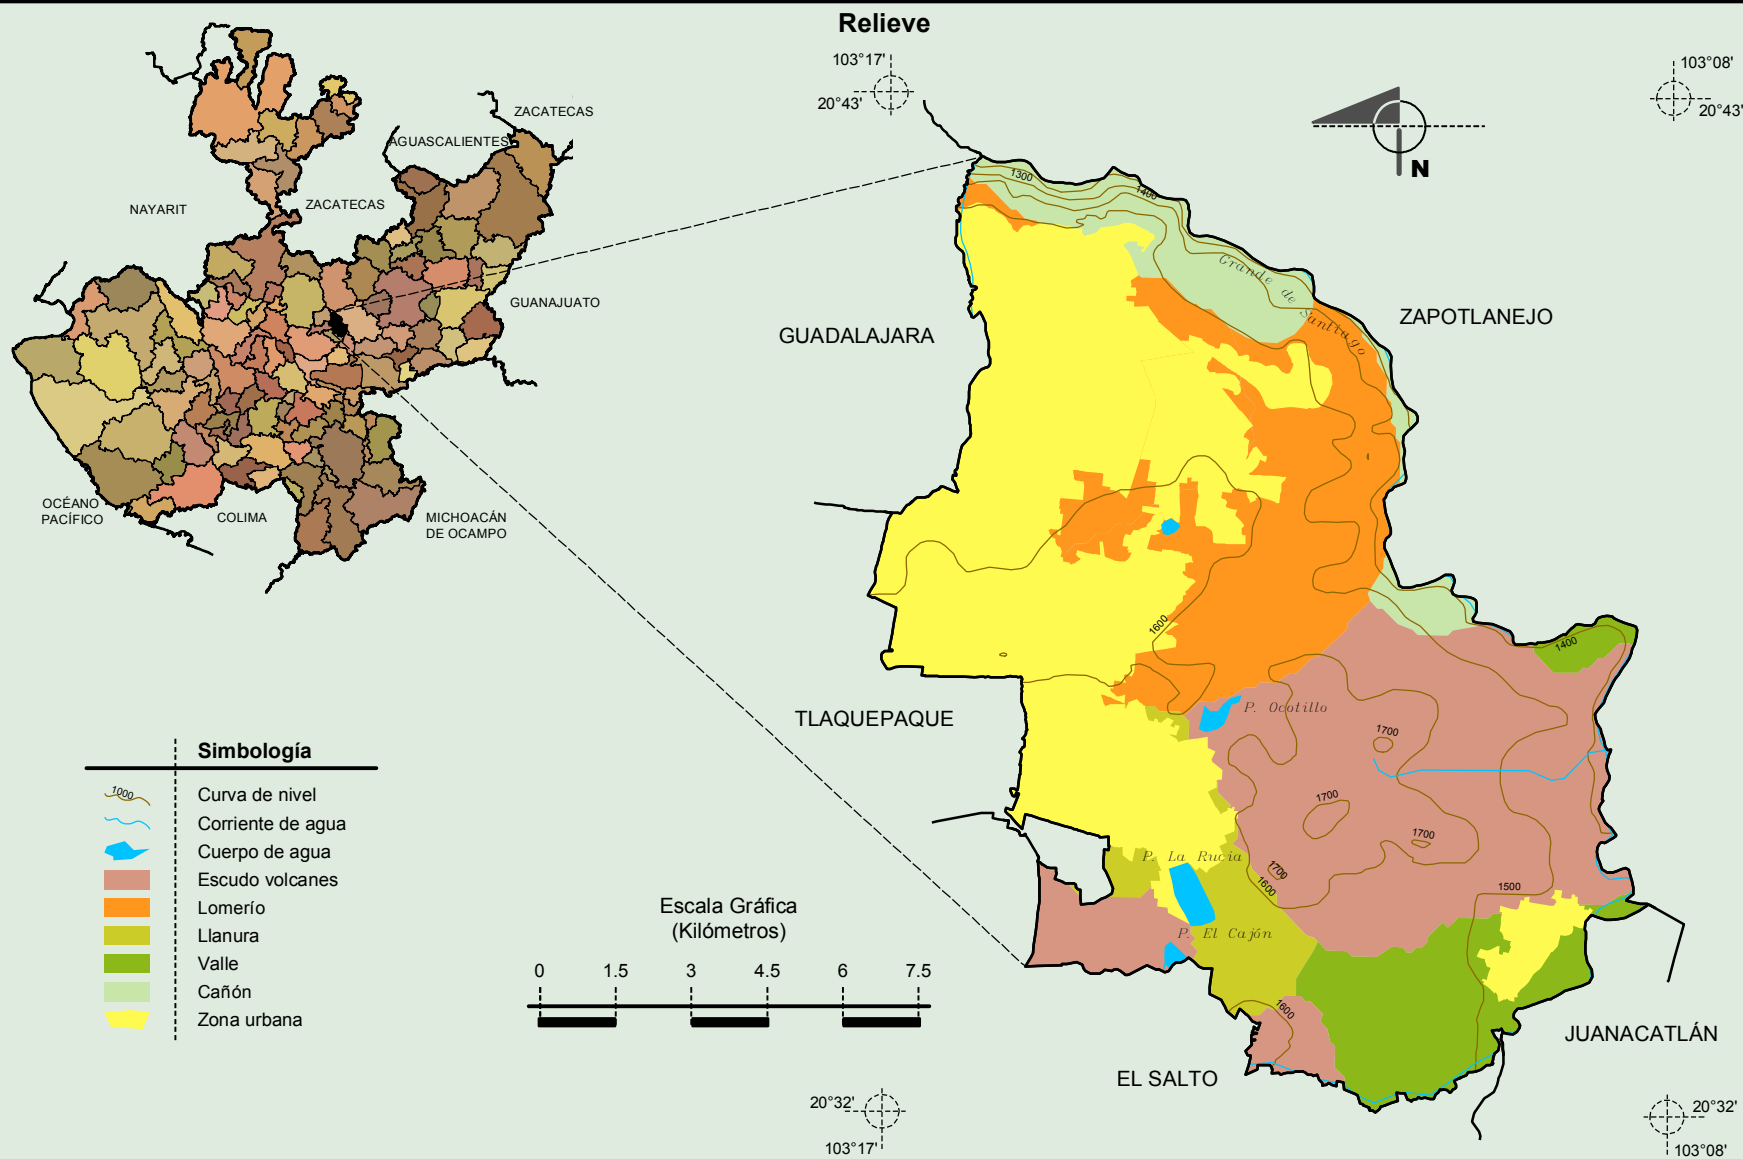 Relieve
103°17'
20°43'
103°08'
20°43'
N
ZACATECAS
AGUASCALIENTES
NAYARIT
ZACATECAS
GUANAJUATO
OCÉANO
PACÍFICO
COLIMA
MICHOACÁN
DE OCAMPO
1300
1400
Grande de
Santiago
ZAPOTLANEJO
GUADALAJARA
1600
1400
TLAQUEPAQUE
P. Ocotillo
1700
1700
1700
P. La Rucia
1700
1600
1500
P. El Cajón
1600
JUANACATLÁN
EL SALTO
Simbología
1000
Curva de nivel
Corriente de agua
Cuerpo de agua
Escudo volcanes
Lomerío
Llanura
Valle
Cañón
Zona urbana
Escala Gráfica
(Kilómetros)
0 1.5 3 4.5 6 7.5
20°32'
103°17'
20°32'
103°08'